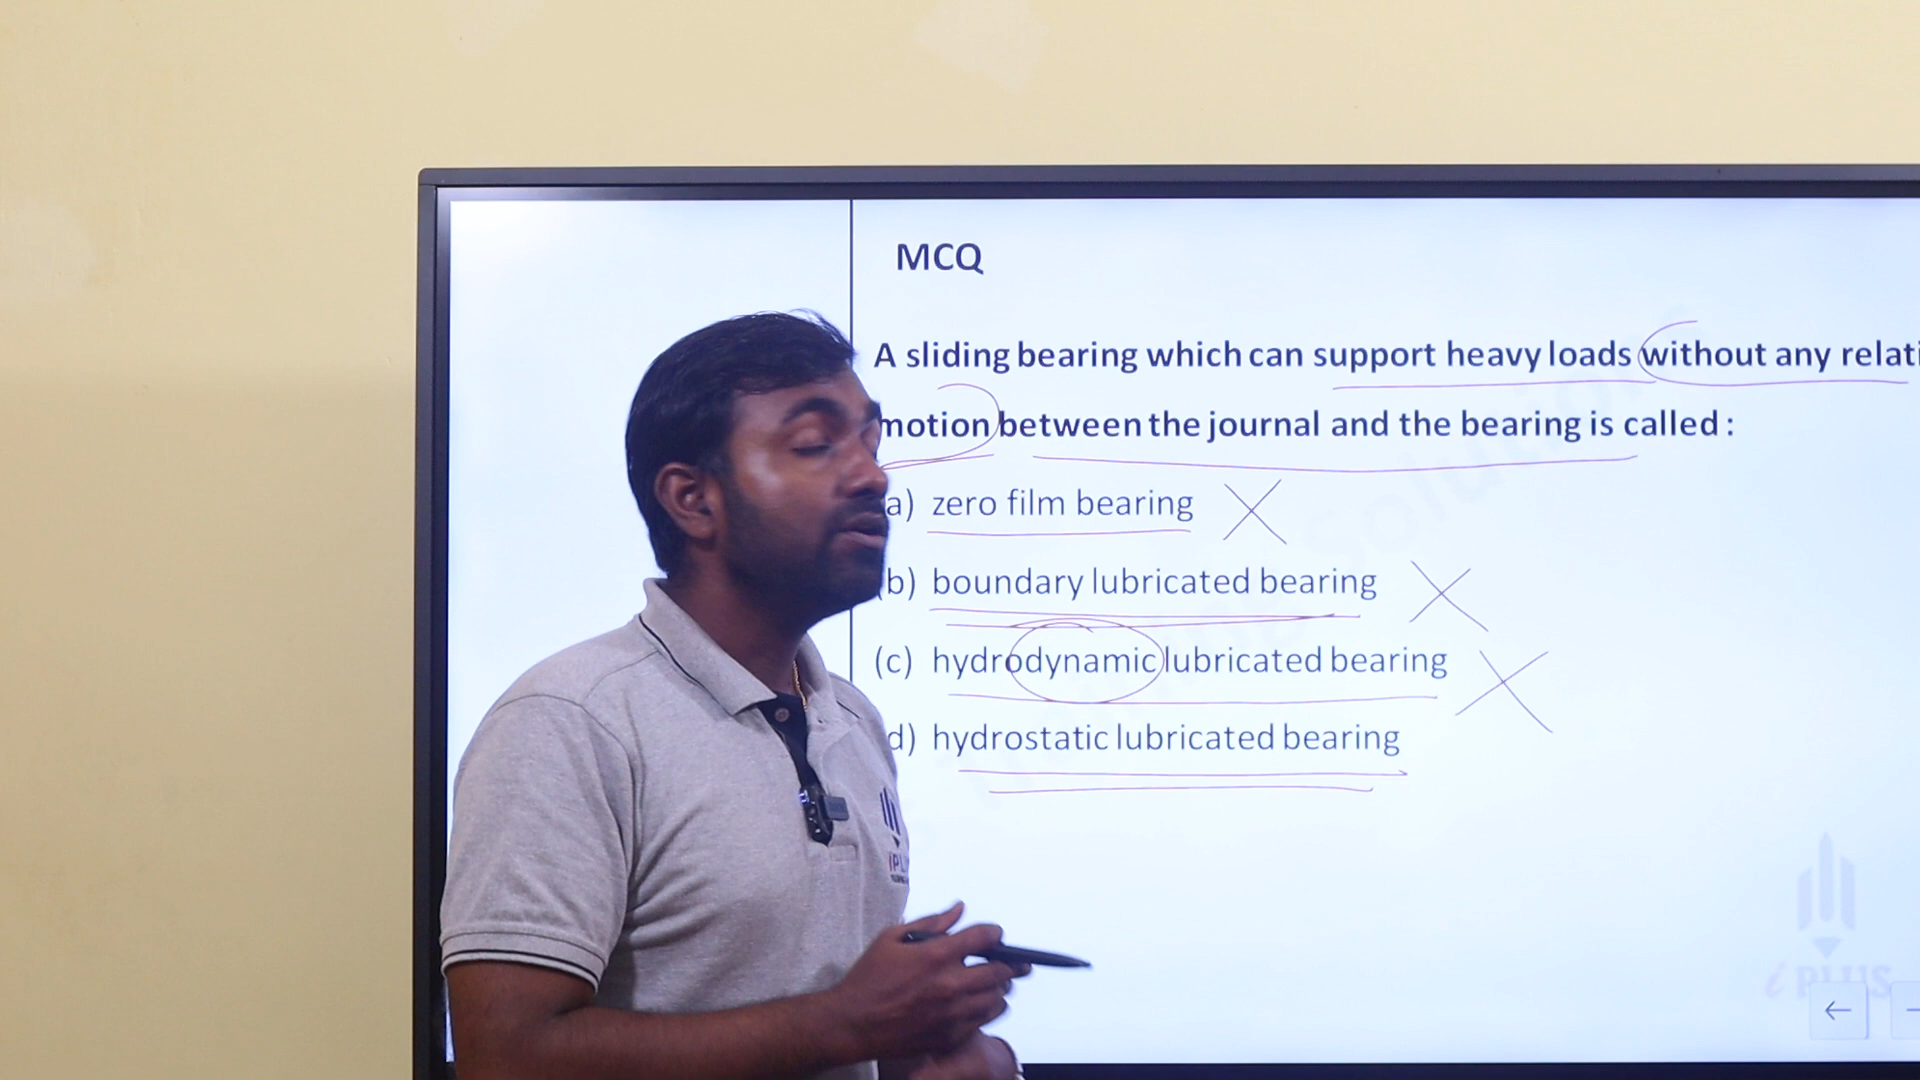 MCQ
A sliding bearing which can support heavy loads without any relati
motion between the journal and the bearing is called :
a) zero film bearing
b) boundary lubricated bearing
(c) hydrodynamic lubricated bearing
d) hydrostatic lubricated bearing
i PLUS